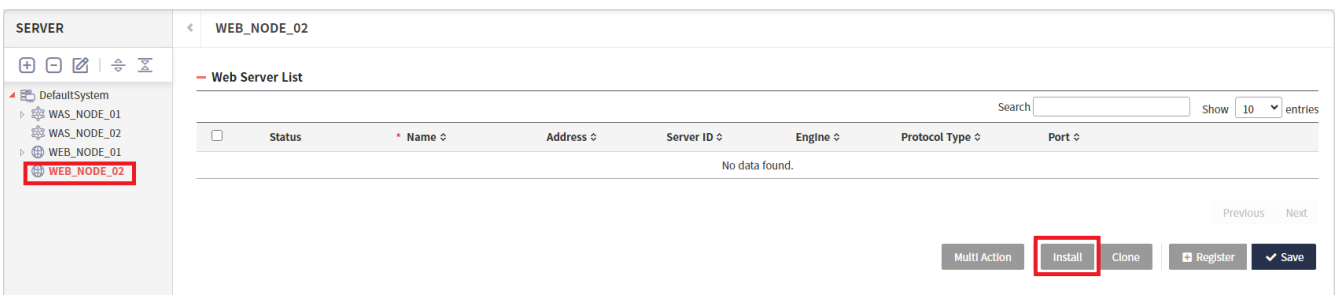 SERVER
WEB_NODE_02
DefaultSystem
WAS_NODE_01
WAS_NODE_02
WEB_NODE_01
WEB_NODE_02
Web Server List
Search Show 10 entries
Status * Name Address Server ID Engine Protocol Type Port
No data found.
Previous Next
Multi Action Install Clone Register Save